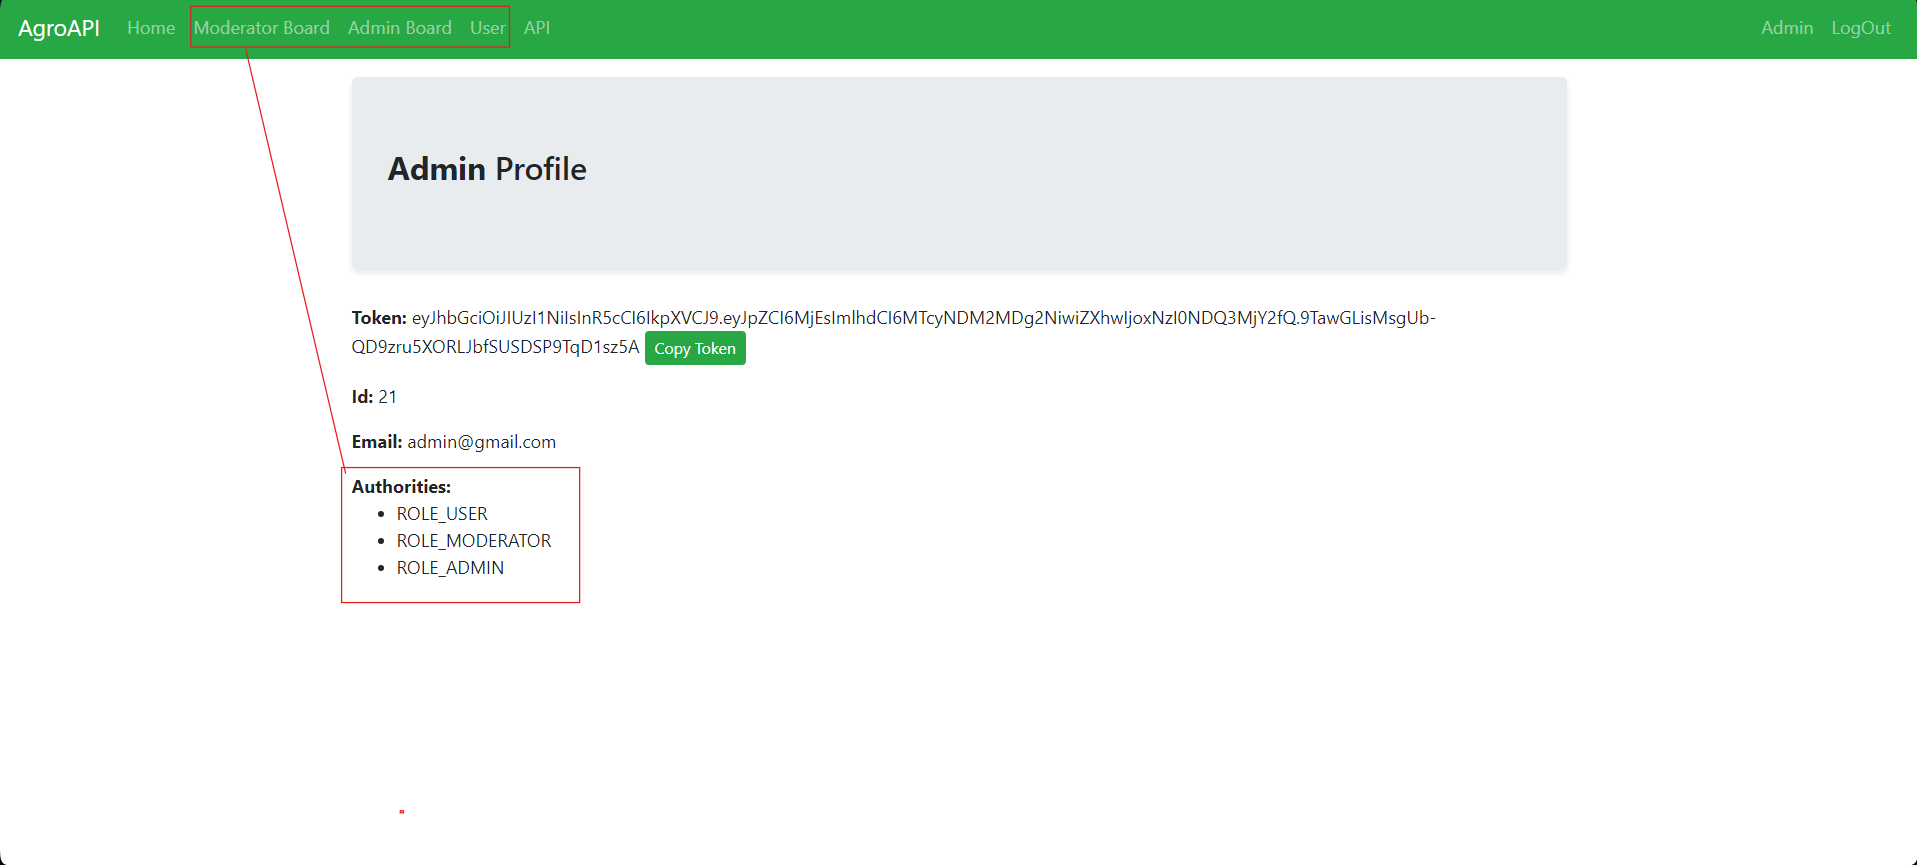 AgroAPI Home Moderator Board Admin Board User API Admin LogOut
Admin Profile
Token: eyJhbGciOiJIUzI1NiIsInR5cCI6IkpXVCJ9.eyJpZCI6MjEsImlhdCI6MTcyNDM2MDg2NiwiZXhwIjoxNzI0NDQ3MjY2fQ.9TawGLisMsgUb-
QD9zru5XORLJbfSUSDSP9TqD1sz5A Copy Token
Id: 21
Email: admin@gmail.com
Authorities:
• ROLE_USER
• ROLE_MODERATOR
• ROLE_ADMIN